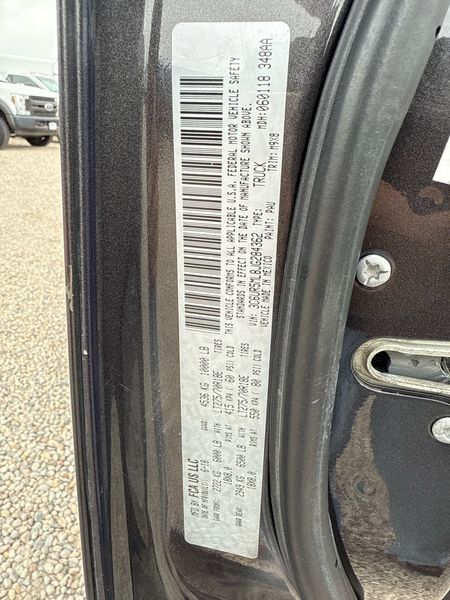 MFD BY FCA US LLC
DATE OF MFR/BUILT: 6-18 GVWR: 4536 KG 10000 LB
GAWR FRONT: 2722 KG 6000 LB WITH LT275/70R18E TIRES
18X8.0 RIMS AT 415 KPA / 60 PSI COLD
GAWR REAR: 2949 KG 6500 LB WITH LT275/70R18E TIRES
18X8.0 RIMS AT 550 KPA / 80 PSI COLD
THIS VEHICLE CONFORMS TO ALL APPLICABLE U.S.A. FEDERAL MOTOR VEHICLE SAFETY
STANDARDS IN EFFECT ON THE DATE OF MANUFACTURE SHOWN ABOVE.
VIN: 3C6UR5ML8JG284362 TYPE: TRUCK
VEHICLE MADE IN MEXICO PAINT: PAU
TRIM: M9X8
MDH: 060118 348AA